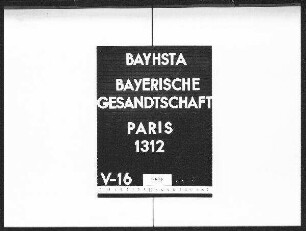 BAYHSTA
BAYERISCHE
GESANDTSCHAFT
PARIS
1312
V-16